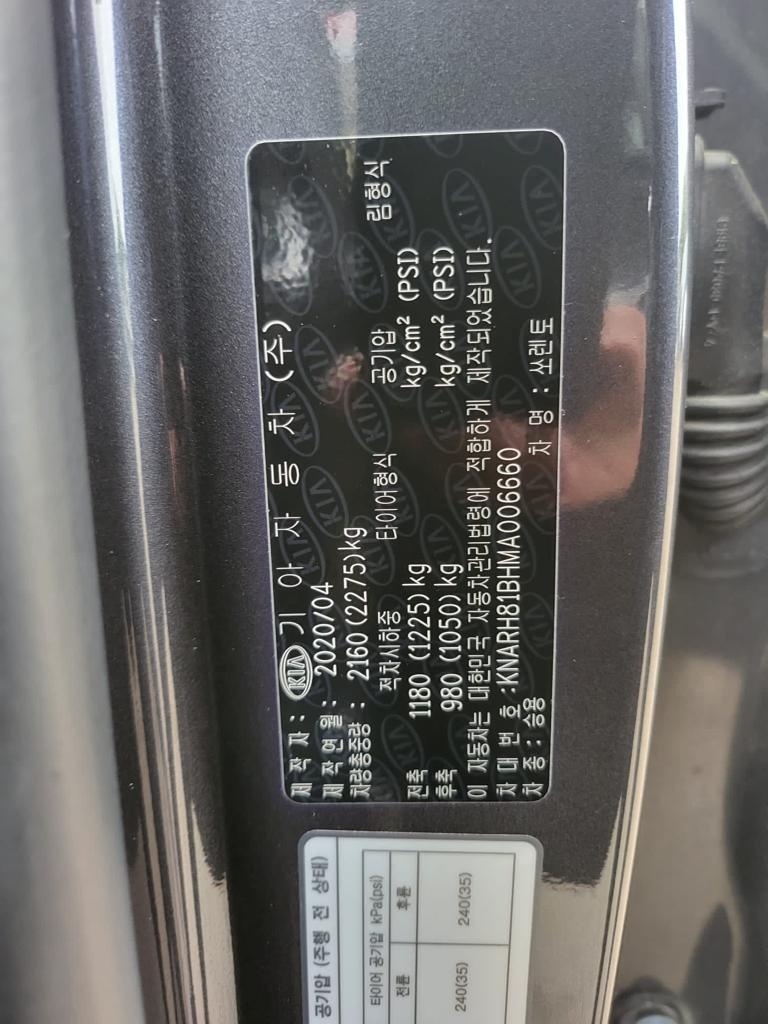 제 작 자 : KIA 기 아 자 동 차 (주)
제 작 연 월 : 2020/04
차량총중량 : 2160 (2275)kg
적차시하중 타이어형식 공기압 림형식
전축 1180 (1225) kg kg/cm² (PSI)
후축 980 (1050) kg kg/cm² (PSI)
이 자동차는 대한민국 자동차관리법령에 적합하게 제작되었습니다.
차 대 번 호 :KNARH81BHMA006660
차종 : 승용 차 명 : 쏘렌토
공기압 (주행 전 상태)
타이어 공기압 kPa(psi)
전륜 후륜
240(35) 240(35)